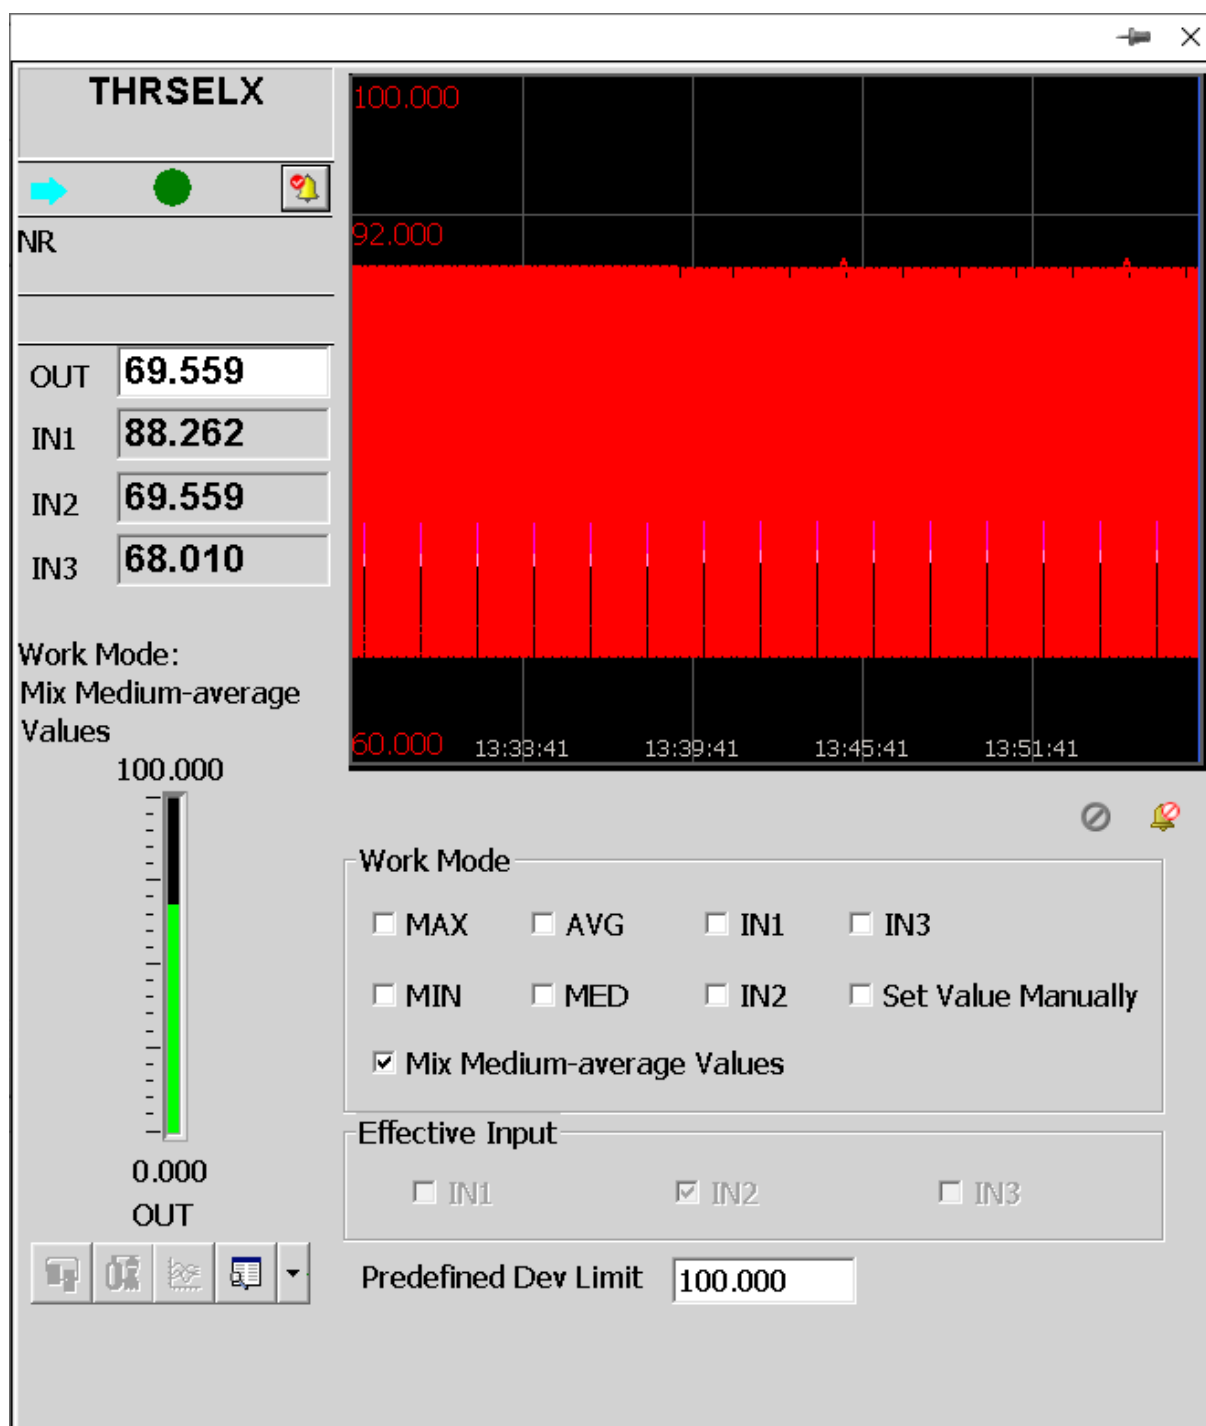 THRSELX
NR
OUT 69.559
IN1 88.262
IN2 69.559
IN3 68.010
Work Mode:
Mix Medium-average
Values
100.000
0.000
OUT
100.000
92.000
60.000 13:33:41 13:39:41 13:45:41 13:51:41
Work Mode
MAX AVG IN1 IN3
MIN MED IN2 Set Value Manually
Mix Medium-average Values
Effective Input
IN1 IN2 IN3
Predefined Dev Limit 100.000